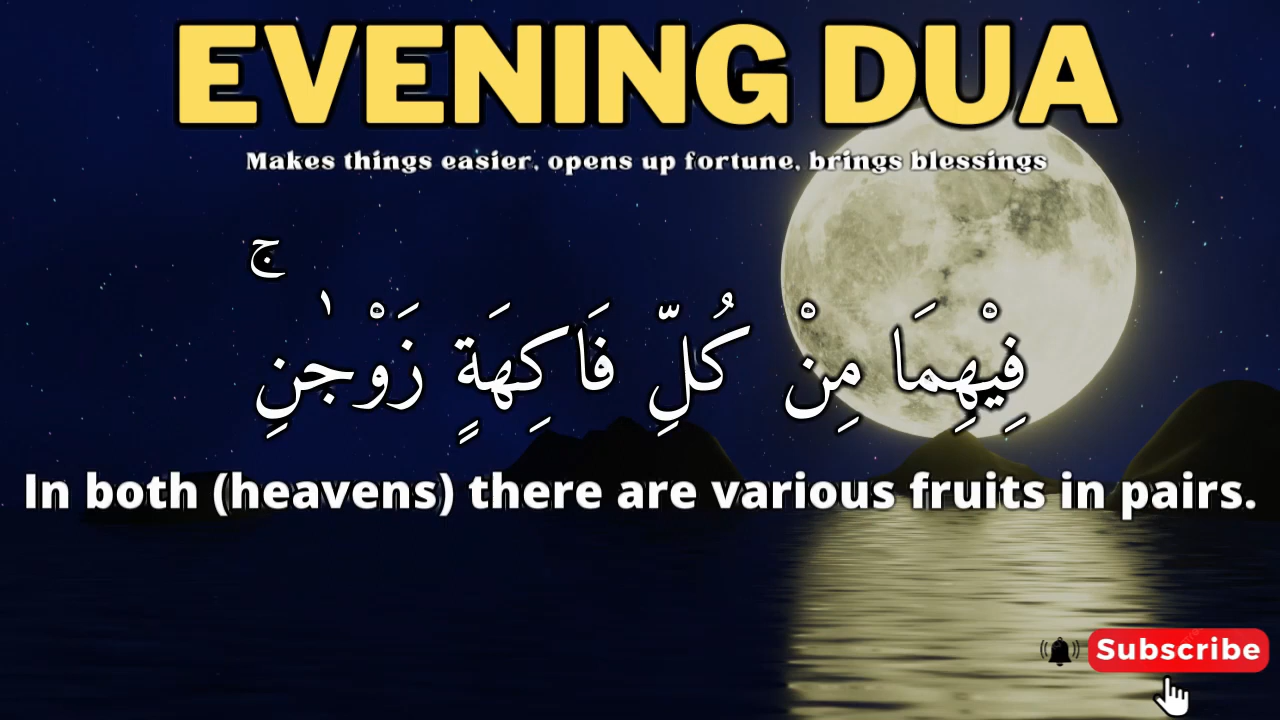 EVENING DUA
Makes things easier, opens up fortune, brings blessings
فِيْهِمَا مِنْ كُلِّ فَاكِهَةٍ زَوْجٰنِۚ
In both (heavens) there are various fruits in pairs.
Subscribe